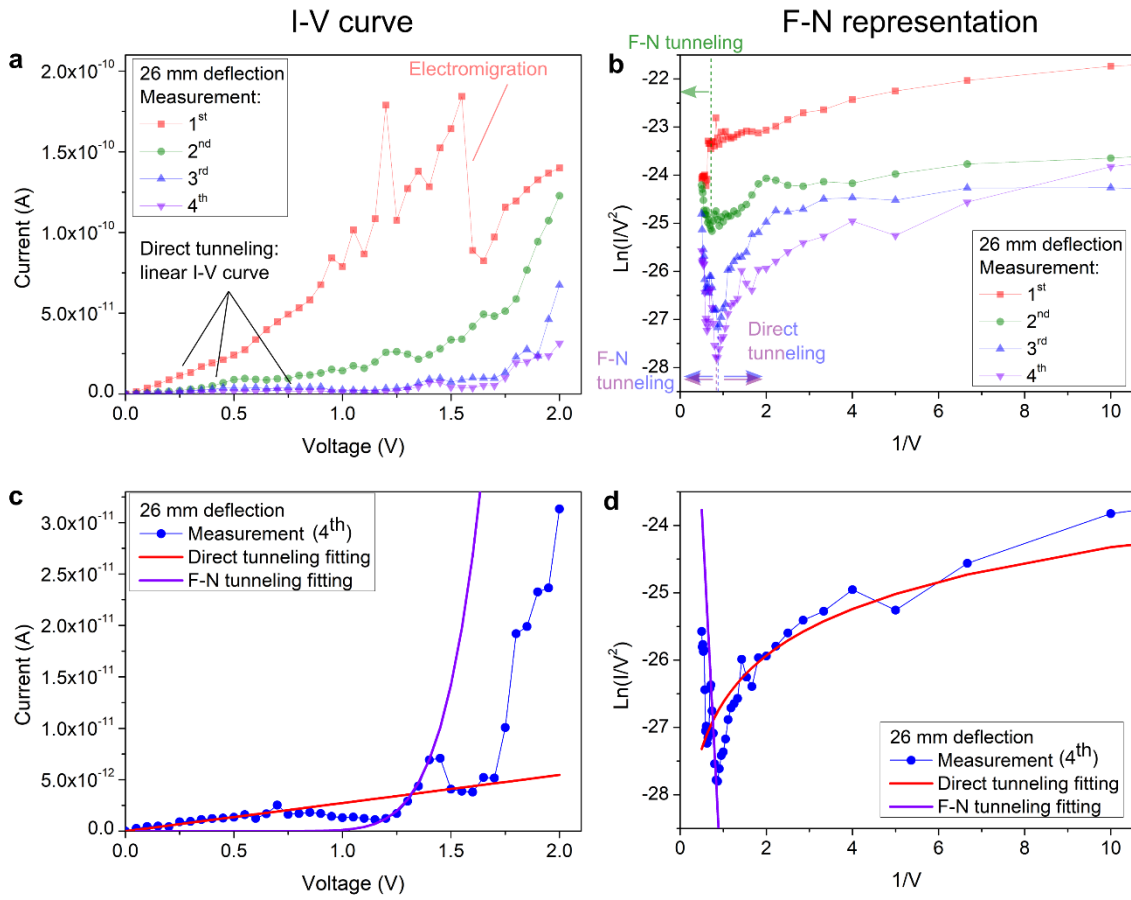 I-V curve
F-N representation
a
26 mm deflection
Measurement:
1st
2nd
3rd
4th
Electromigration
Direct tunneling:
linear I-V curve
2.0x10-10
1.5x10-10
1.0x10-10
5.0x10-11
0.0
Current (A)
0.0 0.5 1.0 1.5 2.0
Voltage (V)
b
F-N tunneling
-22
-23
-24
-25
-26
-27
-28
Ln(I/V2)
F-N
tunneling
Direct
tunneling
26 mm deflection
Measurement:
1st
2nd
3rd
4th
0 2 4 6 8 10
1/V
c
26 mm deflection
Measurement (4th)
Direct tunneling fitting
F-N tunneling fitting
3.0x10-11
2.5x10-11
2.0x10-11
1.5x10-11
1.0x10-11
5.0x10-12
0.0
Current (A)
0.0 0.5 1.0 1.5 2.0
Voltage (V)
d
-24
-25
-26
-27
-28
Ln(I/V2)
26 mm deflection
Measurement (4th)
Direct tunneling fitting
F-N tunneling fitting
0 2 4 6 8 10
1/V